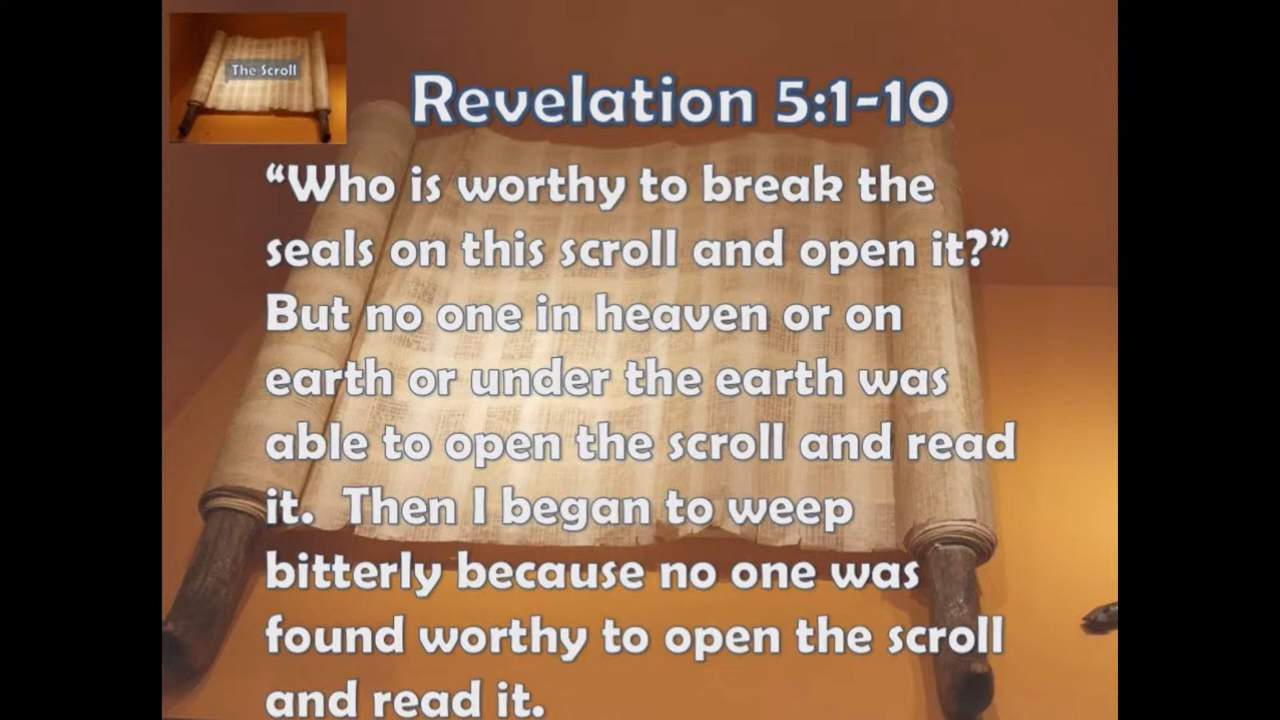 The Scroll
Revelation 5:1-10
“Who is worthy to break the
seals on this scroll and open it?”
But no one in heaven or on
earth or under the earth was
able to open the scroll and read
it.  Then I began to weep
bitterly because no one was
found worthy to open the scroll
and read it.